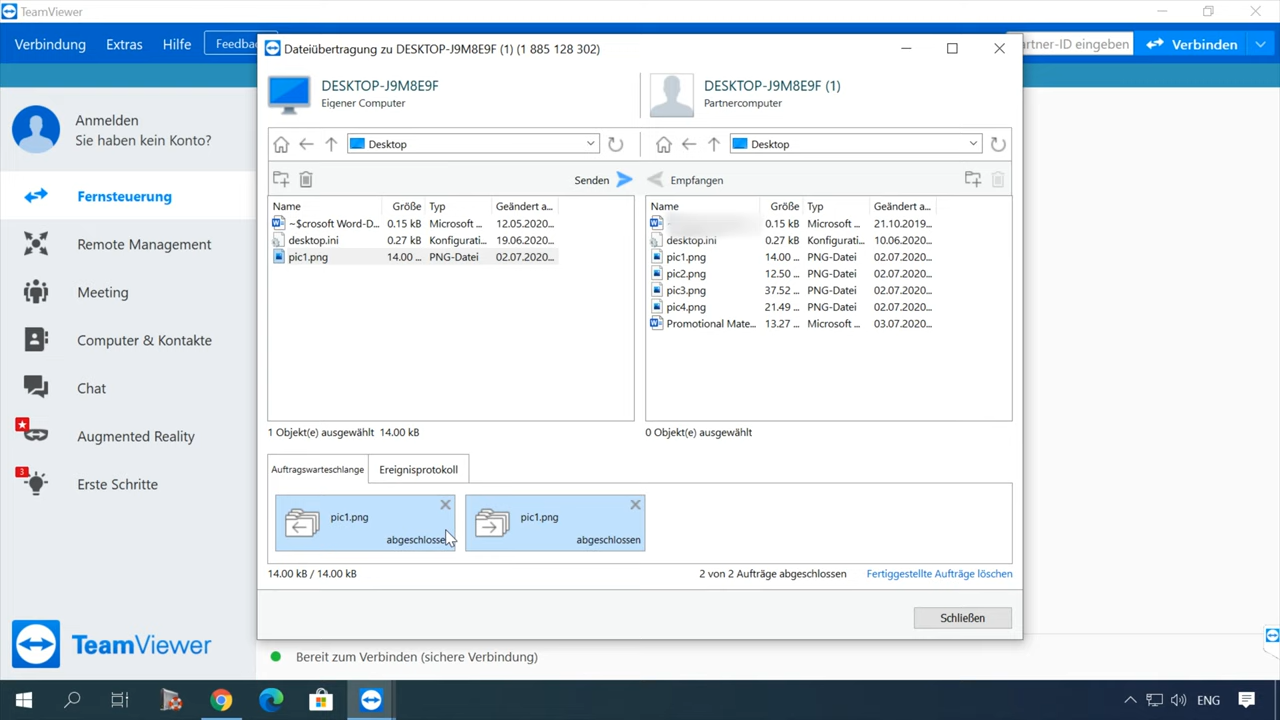 TeamViewer
Verbindung Extras Hilfe Feedba
artner-ID eingeben Verbinden
Dateiübertragung zu DESKTOP-J9M8E9F (1) (1 885 128 302)
DESKTOP-J9M8E9F
Eigener Computer
DESKTOP-J9M8E9F (1)
Partnercomputer
Anmelden
Sie haben kein Konto?
Fernsteuerung
Remote Management
Meeting
Computer & Kontakte
Chat
Augmented Reality
3
Erste Schritte
TeamViewer
Desktop
Desktop
Senden
Empfangen
Name Größe Typ Geändert a...
~$crosoft Word-D... 0.15 kB Microsoft ... 12.05.2020...
desktop.ini 0.27 kB Konfigurati... 19.06.2020...
pic1.png 14.00 ... PNG-Datei 02.07.2020...
Name Größe Typ Geändert a...
0.15 kB Microsoft ... 21.10.2019...
desktop.ini 0.27 kB Konfigurati... 10.06.2020...
pic1.png 14.00 ... PNG-Datei 02.07.2020...
pic2.png 12.50 ... PNG-Datei 02.07.2020...
pic3.png 37.52 ... PNG-Datei 02.07.2020...
pic4.png 21.49 ... PNG-Datei 02.07.2020...
Promotional Mate... 13.27 ... Microsoft ... 03.07.2020...
1 Objekt(e) ausgewählt 14.00 kB
0 Objekt(e) ausgewählt
Auftragswarteschlange Ereignisprotokoll
pic1.png
abgeschlossen
pic1.png
abgeschlossen
14.00 kB / 14.00 kB
2 von 2 Aufträge abgeschlossen
Fertiggestellte Aufträge löschen
Schließen
Bereit zum Verbinden (sichere Verbindung)
ENG